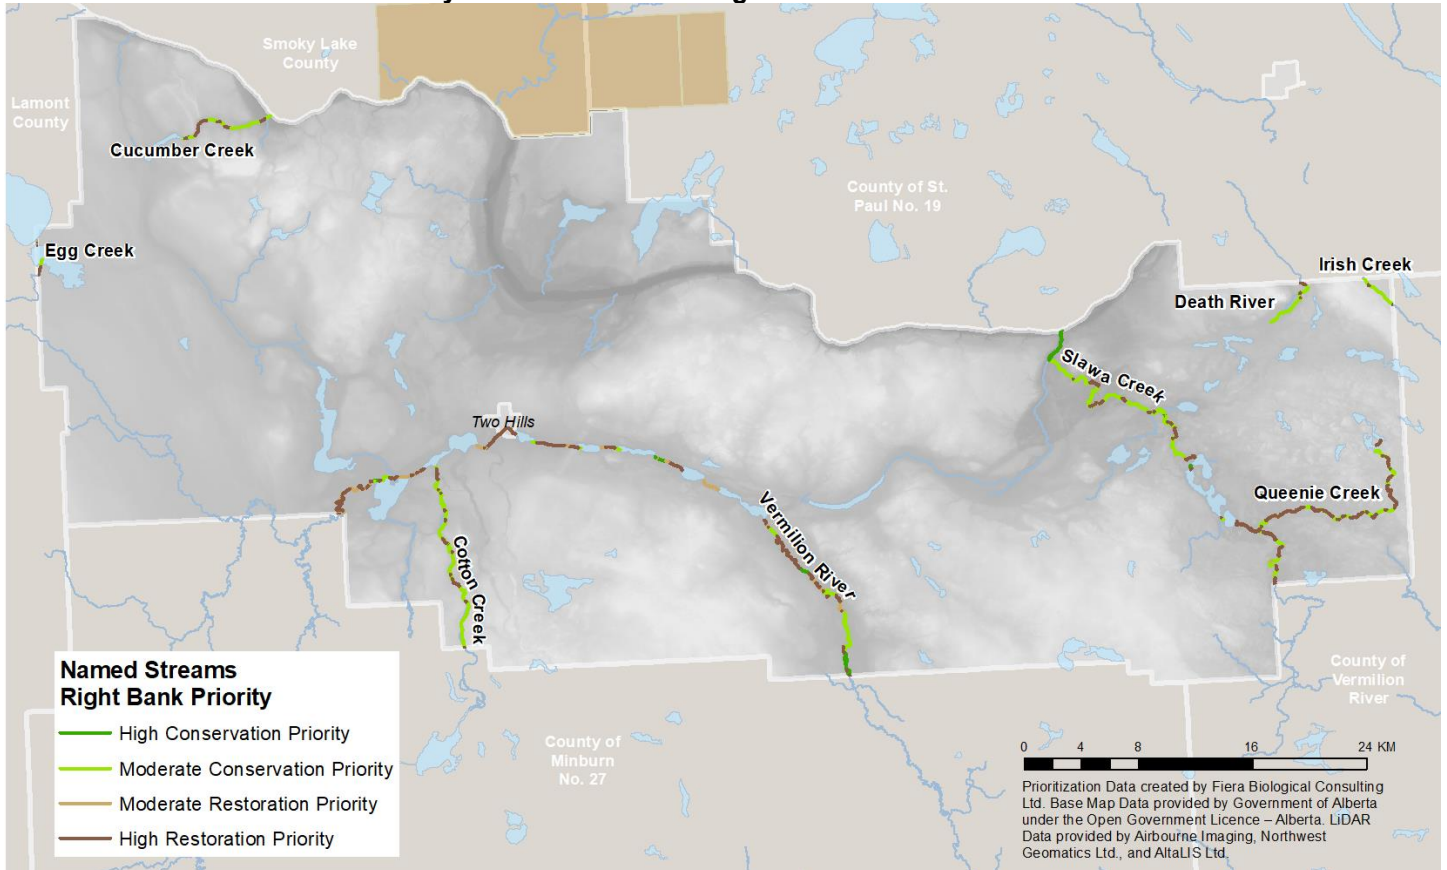 Smoky Lake
County
Lamont
County
Cucumber Creek
County of St.
Paul No. 19
Egg Creek
Irish Creek
Death River
Slawa Creek
Two Hills
Queenie Creek
Vermilion River
Cotton Creek
County of
Vermilion
River
County of
Minburn
No. 27
Named Streams
Right Bank Priority
High Conservation Priority
Moderate Conservation Priority
Moderate Restoration Priority
High Restoration Priority
0 4 8 16 24 KM
Prioritization Data created by Fiera Biological Consulting
Ltd. Base Map Data provided by Government of Alberta
under the Open Government Licence – Alberta. LiDAR
Data provided by Airbourne Imaging, Northwest
Geomatics Ltd., and AltaLIS Ltd.